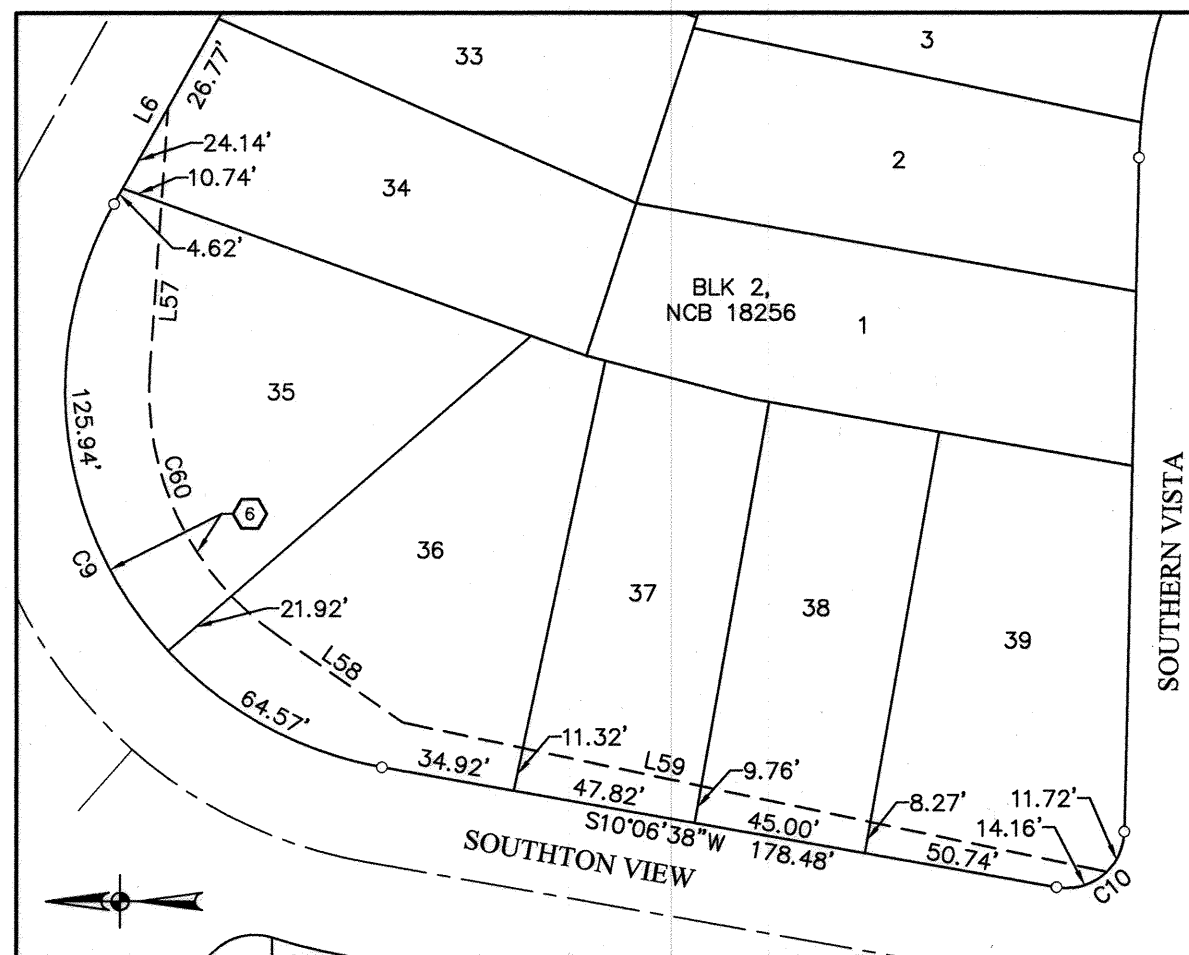 3
33
26.77'
L6
24.14'
2
10.74'
34
4.62'
BLK 2,
NCB 18256
L57
1
35
125.94'
C60
6
36
C9
37
38
21.92'
39
SOUTHERN VISTA
L58
64.57'
11.32'
34.92'
L59
9.76'
47.82'
8.27'
11.72'
S10°06'38"W
45.00'
14.16'
178.48'
50.74'
SOUTHTON VIEW
C10